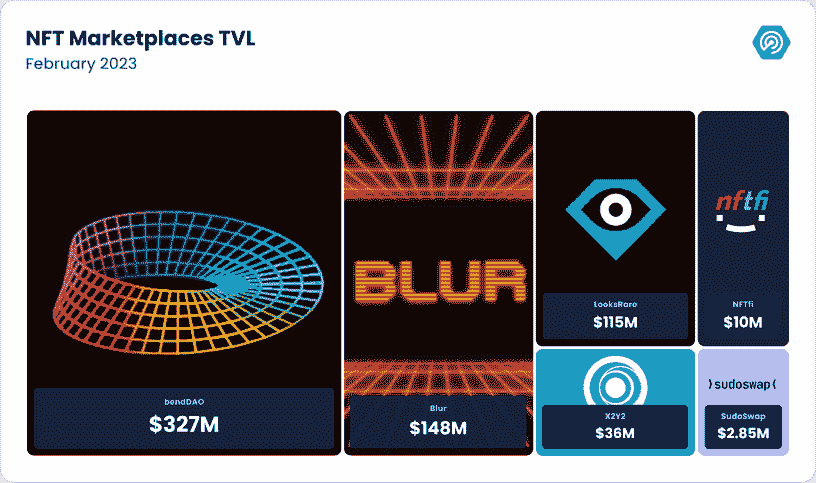 NFT Marketplaces TVL
February 2023
bendDAO
$327M
BLUR
Blur
$148M
LooksRare
$115M
nftfi
NFTfi
$10M
X2Y2
$36M
}sudoswap{
SudoSwap
$2.85M